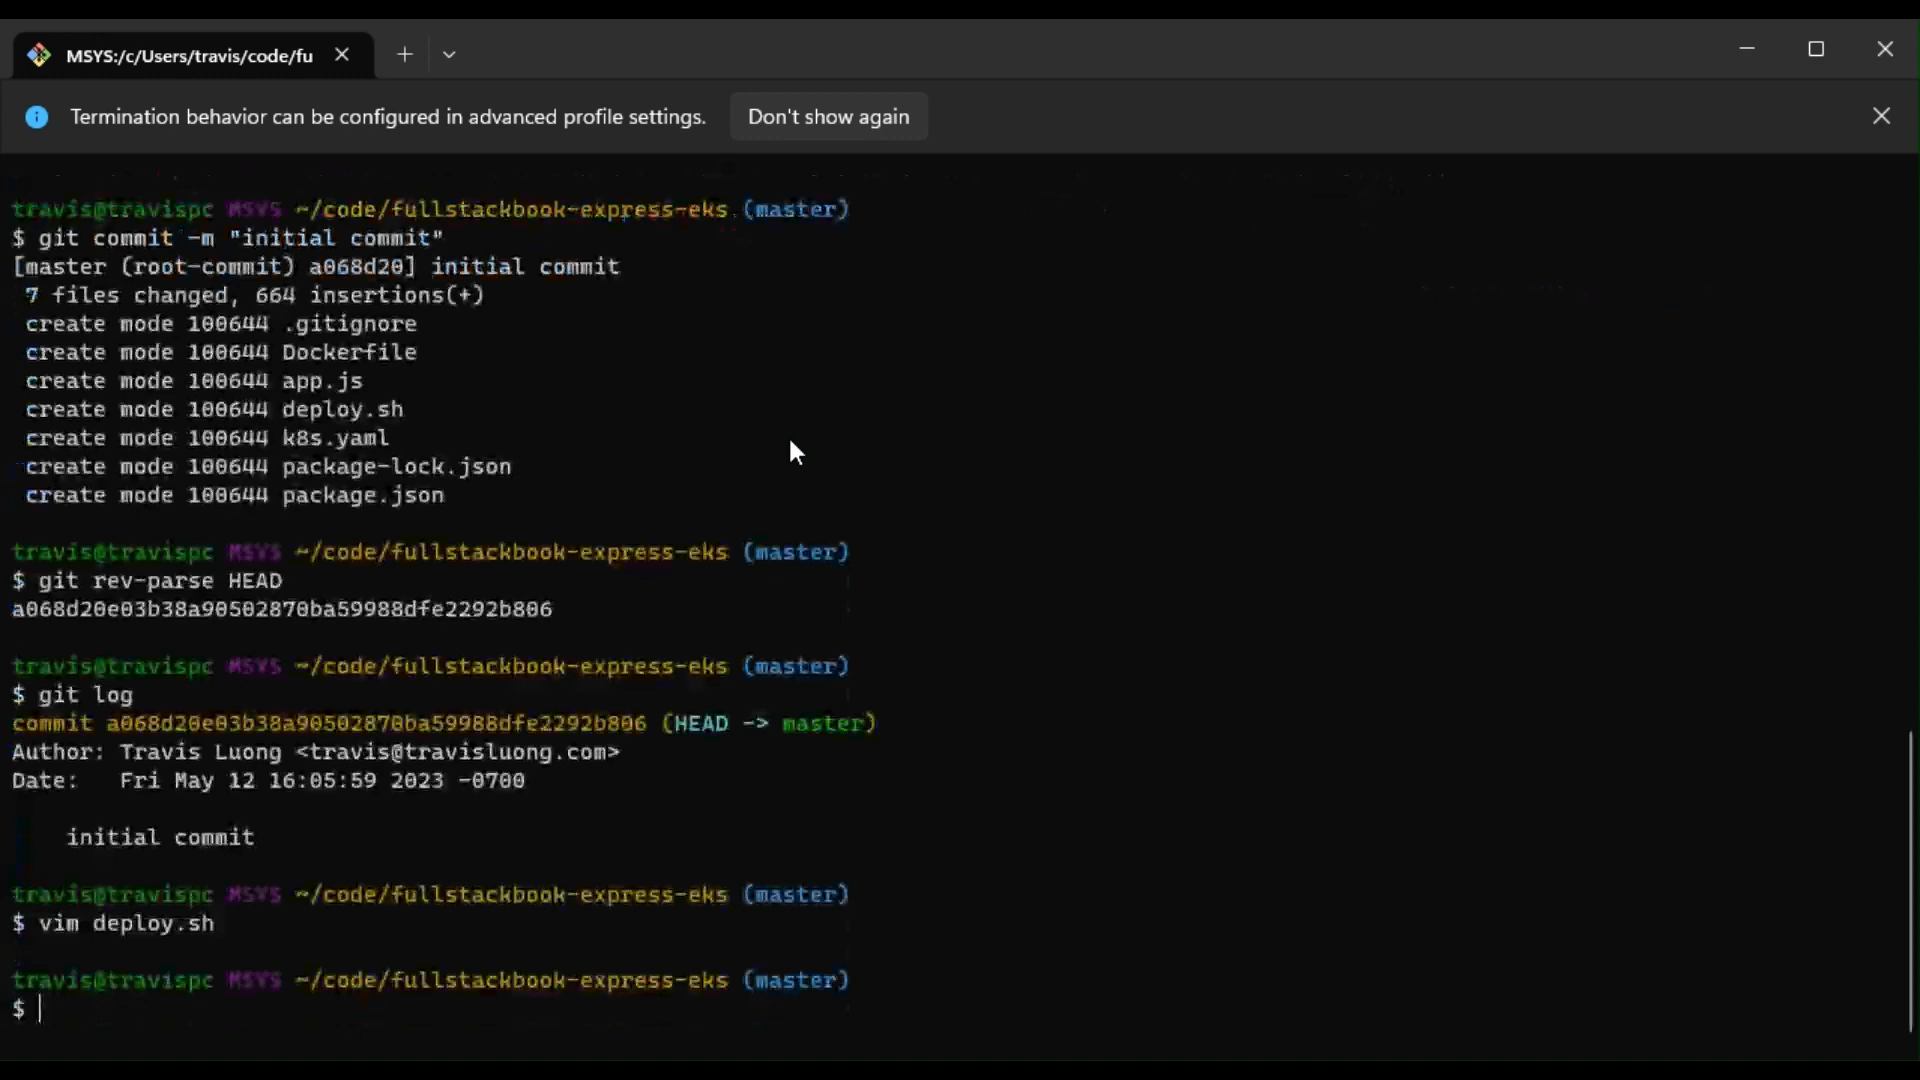 MSYS:/c/Users/travis/code/fu
Termination behavior can be configured in advanced profile settings. Don't show again
travis@travispc MSYS ~/code/fullstackbook-express-eks (master)
$ git commit -m "initial commit"
[master (root-commit) a068d20] initial commit
7 files changed, 664 insertions(+)
create mode 100644 .gitignore
create mode 100644 Dockerfile
create mode 100644 app.js
create mode 100644 deploy.sh
create mode 100644 k8s.yaml
create mode 100644 package-lock.json
create mode 100644 package.json
travis@travispc MSYS ~/code/fullstackbook-express-eks (master)
$ git rev-parse HEAD
a068d20e03b38a90502870ba59988dfe2292b806
travis@travispc MSYS ~/code/fullstackbook-express-eks (master)
$ git log
commit a068d20e03b38a90502870ba59988dfe2292b806 (HEAD -> master)
Author: Travis Luong <travis@travisluong.com>
Date:   Fri May 12 16:05:59 2023 -0700
initial commit
travis@travispc MSYS ~/code/fullstackbook-express-eks (master)
$ vim deploy.sh
travis@travispc MSYS ~/code/fullstackbook-express-eks (master)
$